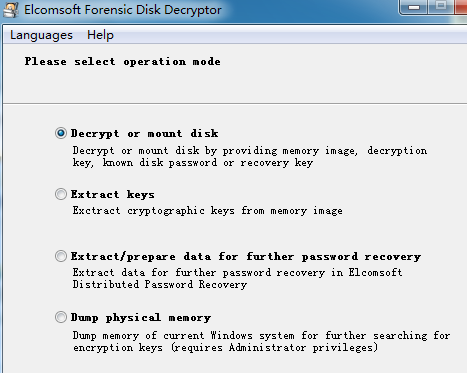 Elcomsoft Forensic Disk Decryptor
Languages Help
Please select operation mode
Decrypt or mount disk
Decrypt or mount disk by providing memory image, decryption
key, known disk password or recovery key
Extract keys
Exctract cryptographic keys from memory image
Extract/prepare data for further password recovery
Extract data for further password recovery in Elcomsoft
Distributed Password Recovery
Dump physical memory
Dump memory of current Windows system for further searching for
encryption keys (requires Administrator privileges)